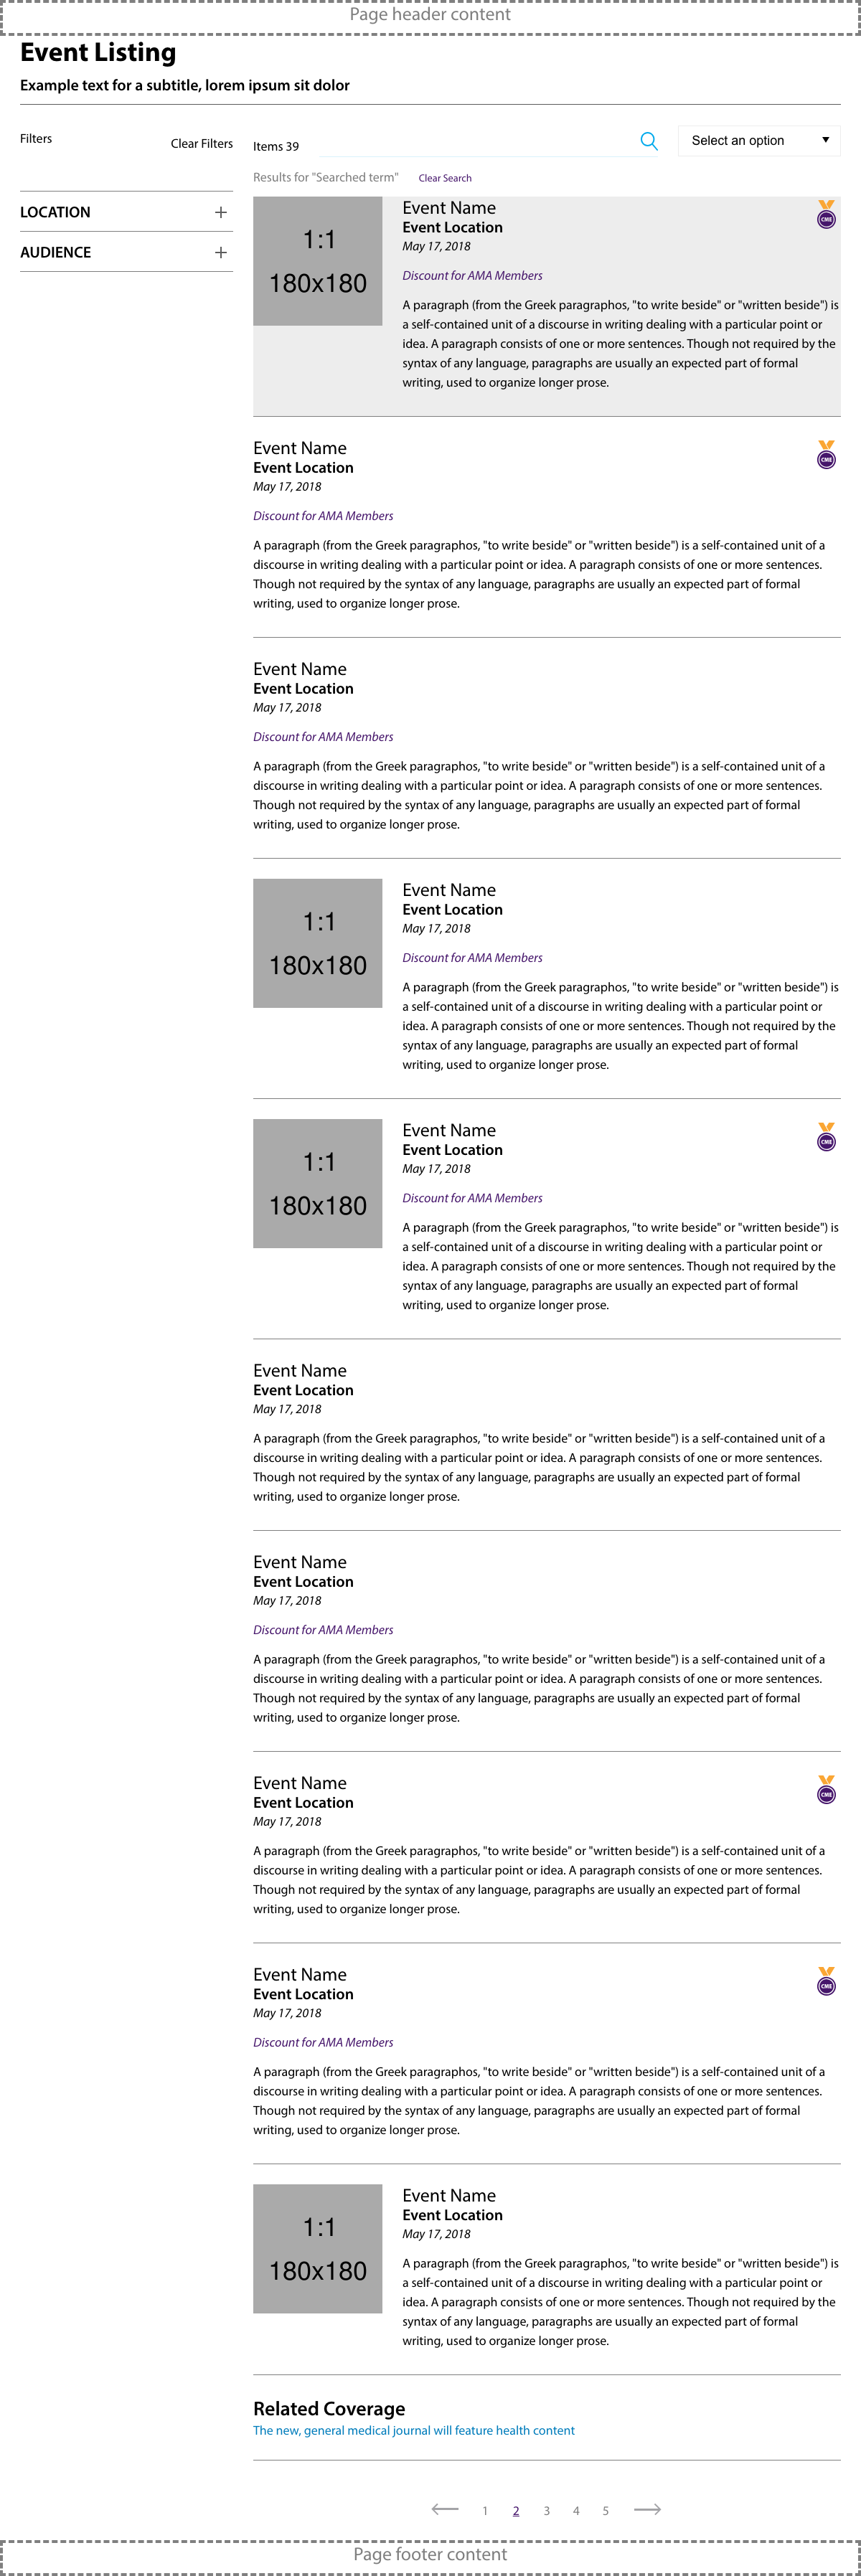 Page header content
Event Listing
Example text for a subtitle, lorem ipsum sit dolor
Filters
Clear Filters
LOCATION
AUDIENCE
Items 39
Select an option
Results for "Searched term" Clear Search
1:1
180x180
Event Name
CME
Event Location
May 17, 2018
Discount for AMA Members
A paragraph (from the Greek paragraphos, "to write beside" or "written beside") is
a self-contained unit of a discourse in writing dealing with a particular point or
idea. A paragraph consists of one or more sentences. Though not required by the
syntax of any language, paragraphs are usually an expected part of formal
writing, used to organize longer prose.
Event Name
CME
Event Location
May 17, 2018
Discount for AMA Members
A paragraph (from the Greek paragraphos, "to write beside" or "written beside") is a self-contained unit of a
discourse in writing dealing with a particular point or idea. A paragraph consists of one or more sentences.
Though not required by the syntax of any language, paragraphs are usually an expected part of formal
writing, used to organize longer prose.
Event Name
Event Location
May 17, 2018
Discount for AMA Members
A paragraph (from the Greek paragraphos, "to write beside" or "written beside") is a self-contained unit of a
discourse in writing dealing with a particular point or idea. A paragraph consists of one or more sentences.
Though not required by the syntax of any language, paragraphs are usually an expected part of formal
writing, used to organize longer prose.
1:1
180x180
Event Name
Event Location
May 17, 2018
Discount for AMA Members
A paragraph (from the Greek paragraphos, "to write beside" or "written beside") is
a self-contained unit of a discourse in writing dealing with a particular point or
idea. A paragraph consists of one or more sentences. Though not required by the
syntax of any language, paragraphs are usually an expected part of formal
writing, used to organize longer prose.
1:1
180x180
Event Name
CME
Event Location
May 17, 2018
Discount for AMA Members
A paragraph (from the Greek paragraphos, "to write beside" or "written beside") is
a self-contained unit of a discourse in writing dealing with a particular point or
idea. A paragraph consists of one or more sentences. Though not required by the
syntax of any language, paragraphs are usually an expected part of formal
writing, used to organize longer prose.
Event Name
Event Location
May 17, 2018
A paragraph (from the Greek paragraphos, "to write beside" or "written beside") is a self-contained unit of a
discourse in writing dealing with a particular point or idea. A paragraph consists of one or more sentences.
Though not required by the syntax of any language, paragraphs are usually an expected part of formal
writing, used to organize longer prose.
Event Name
Event Location
May 17, 2018
Discount for AMA Members
A paragraph (from the Greek paragraphos, "to write beside" or "written beside") is a self-contained unit of a
discourse in writing dealing with a particular point or idea. A paragraph consists of one or more sentences.
Though not required by the syntax of any language, paragraphs are usually an expected part of formal
writing, used to organize longer prose.
Event Name
CME
Event Location
May 17, 2018
A paragraph (from the Greek paragraphos, "to write beside" or "written beside") is a self-contained unit of a
discourse in writing dealing with a particular point or idea. A paragraph consists of one or more sentences.
Though not required by the syntax of any language, paragraphs are usually an expected part of formal
writing, used to organize longer prose.
Event Name
CME
Event Location
May 17, 2018
Discount for AMA Members
A paragraph (from the Greek paragraphos, "to write beside" or "written beside") is a self-contained unit of a
discourse in writing dealing with a particular point or idea. A paragraph consists of one or more sentences.
Though not required by the syntax of any language, paragraphs are usually an expected part of formal
writing, used to organize longer prose.
1:1
180x180
Event Name
Event Location
May 17, 2018
A paragraph (from the Greek paragraphos, "to write beside" or "written beside") is
a self-contained unit of a discourse in writing dealing with a particular point or
idea. A paragraph consists of one or more sentences. Though not required by the
syntax of any language, paragraphs are usually an expected part of formal
writing, used to organize longer prose.
Related Coverage
The new, general medical journal will feature health content
1 2 3 4 5
Page footer content